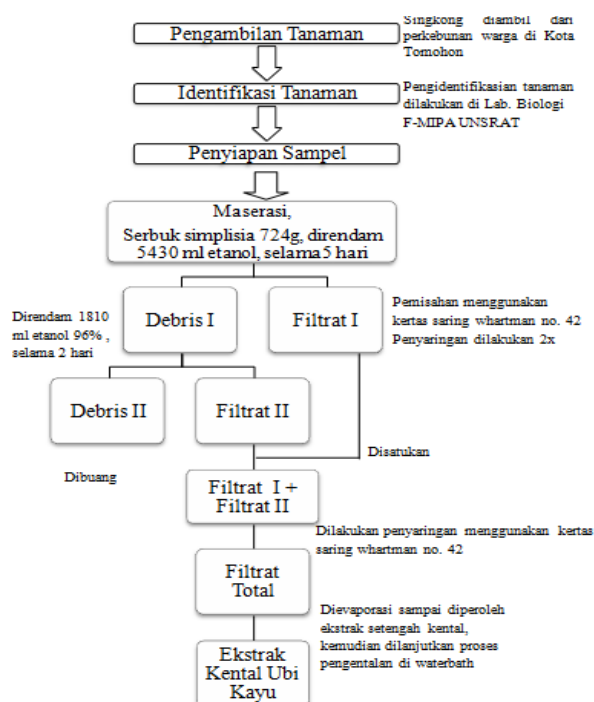 Pengambilan Tanaman
Singkong diambil dari
perkebunan warga di Kota
Tomohon
Identifikasi Tanaman
Pengidentifikasian tanaman
dilakukan di Lab. Biologi
F-MIPA UNSRAT
Penyiapan Sampel
Maserasi,
Serbuk simplisia 724g, direndam
5430 ml etanol, selama 5 hari
Direndam 1810
ml etanol 96% ,
selama 2 hari
Debris I
Filtrat I
Pemisahan menggunakan
kertas saring whartman no. 42
Penyaringan dilakukan 2x
Debris II
Filtrat II
Dibuang
Disatukan
Filtrat I +
Filtrat II
Dilakukan penyaringan menggunakan kertas
saring whartman no. 42
Filtrat
Total
Dievaporasi sampai diperoleh
ekstrak setengah kental,
kemudian dilanjutkan proses
pengentalan di waterbath
Ekstrak
Kental Ubi
Kayu